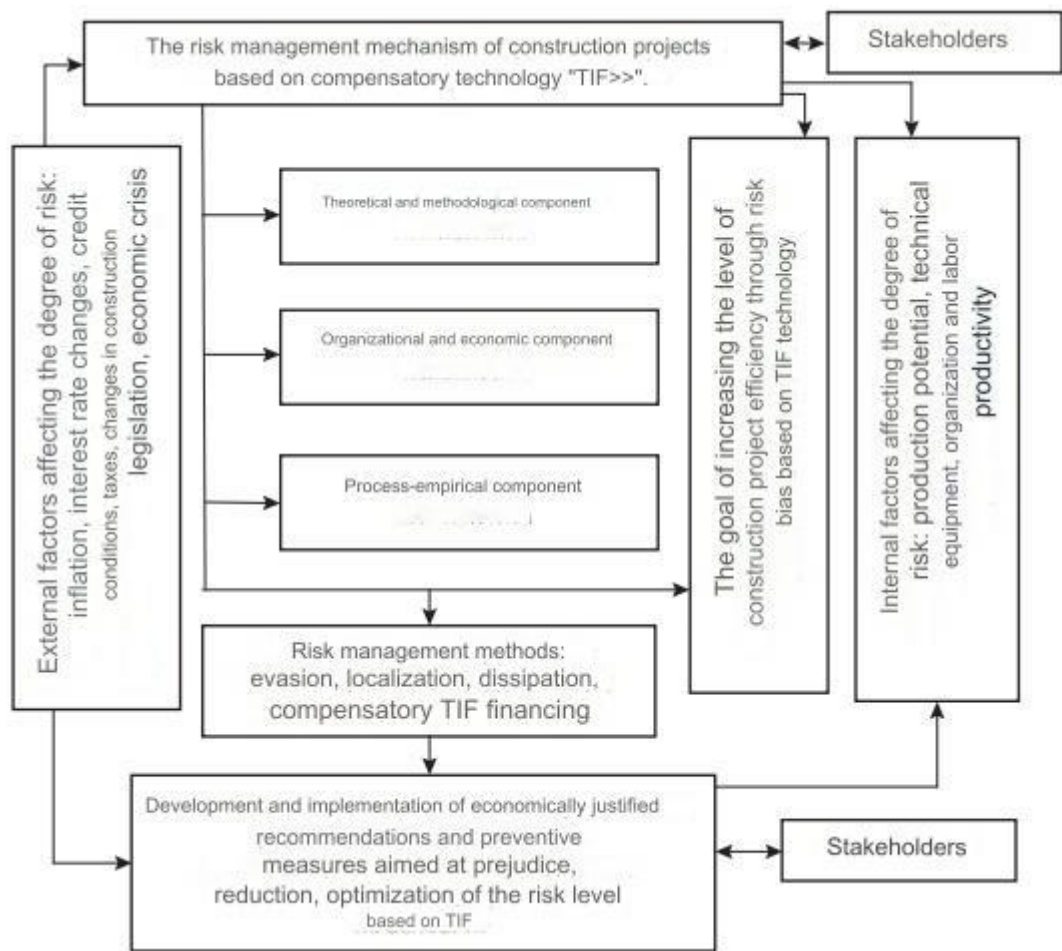 The risk management mechanism of construction projects
based on compensatory technology "TIF>>".
Stakeholders
External factors affecting the degree of risk:
inflation, interest rate changes, credit
conditions, taxes, changes in construction
legislation, economic crisis
Theoretical and methodological component
Organizational and economic component
Process-empirical component
The goal of increasing the level of
construction project efficiency through risk
bias based on TIF technology
Internal factors affecting the degree of
risk: production potential, technical
equipment, organization and labor
productivity
Risk management methods:
evasion, localization, dissipation,
compensatory TIF financing
Development and implementation of economically justified
recommendations and preventive
measures aimed at prejudice,
reduction, optimization of the risk level
based on TIF
Stakeholders